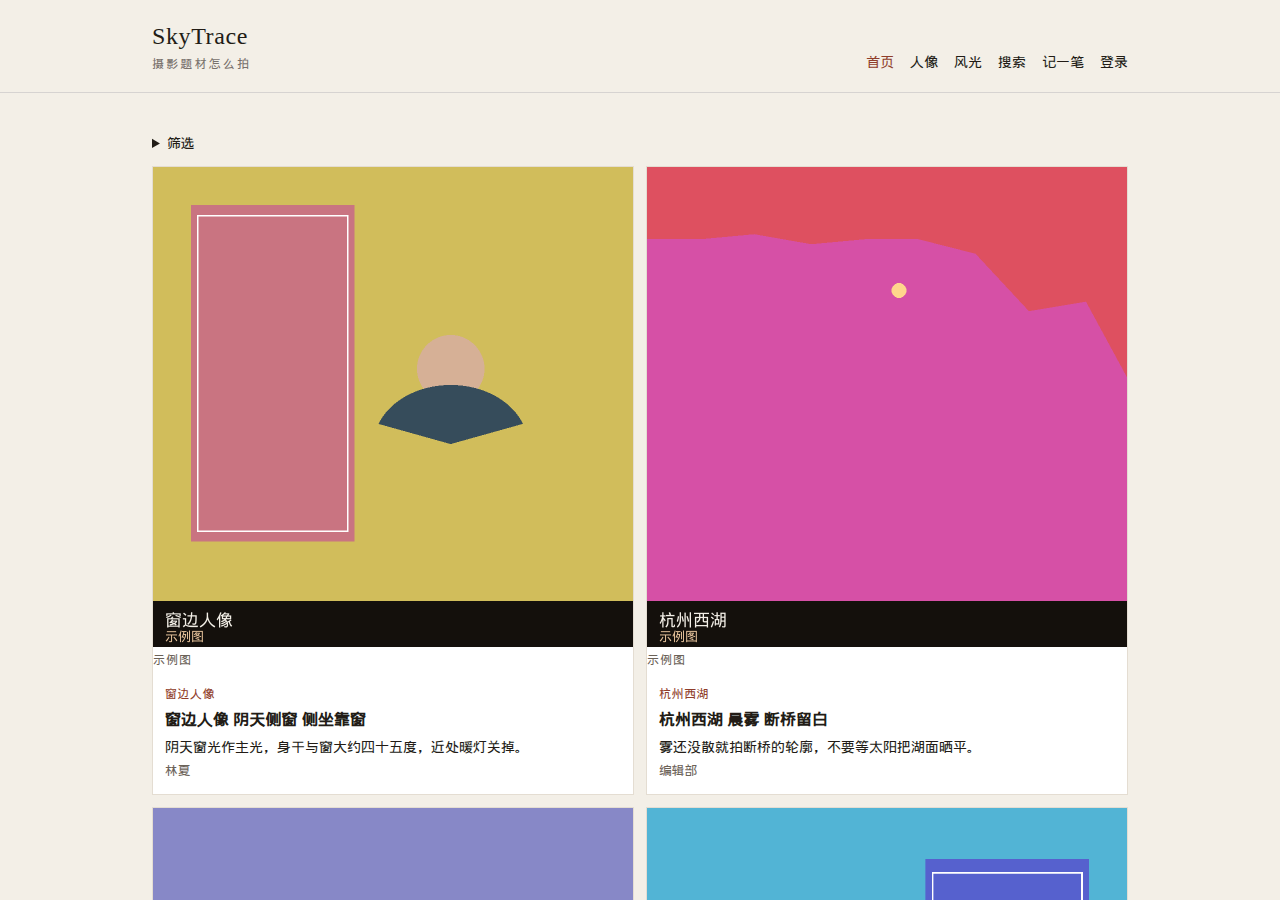 SkyTrace
摄影题材怎么拍
首页 人像 风光 搜索 记一笔 登录
▶ 筛选
窗边人像
示例图
示例图
窗边人像
窗边人像 阴天侧窗 侧坐靠窗
阴天窗光作主光，身干与窗大约四十五度，近处暖灯关掉。
林夏
杭州西湖
示例图
示例图
杭州西湖
杭州西湖 晨雾 断桥留白
雾还没散就拍断桥的轮廓，不要等太阳把湖面晒平。
编辑部